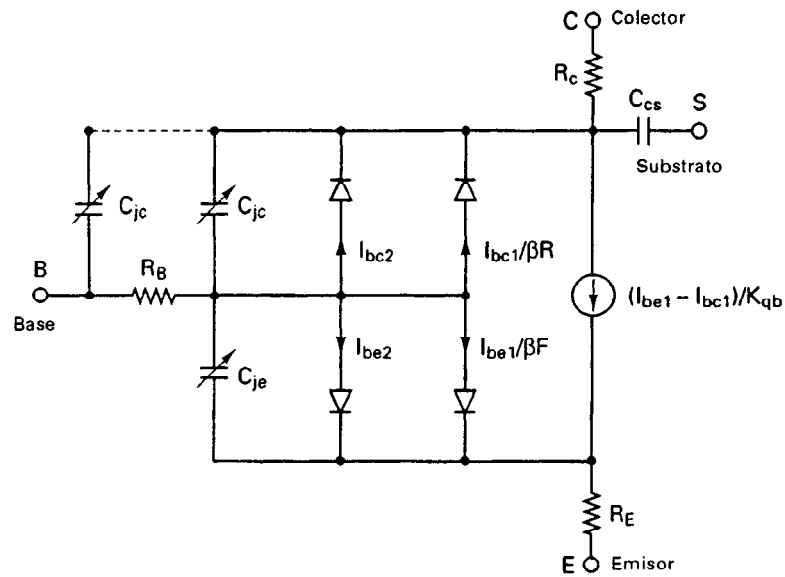 C Colector
R_c
C_cs
S
Substrato
C_jc
C_jc
B
R_B
I_bc2
I_bc1/βR
Base
(I_be1 – I_bc1)/K_qb
C_je
I_be2
I_be1/βF
R_E
E Emisor